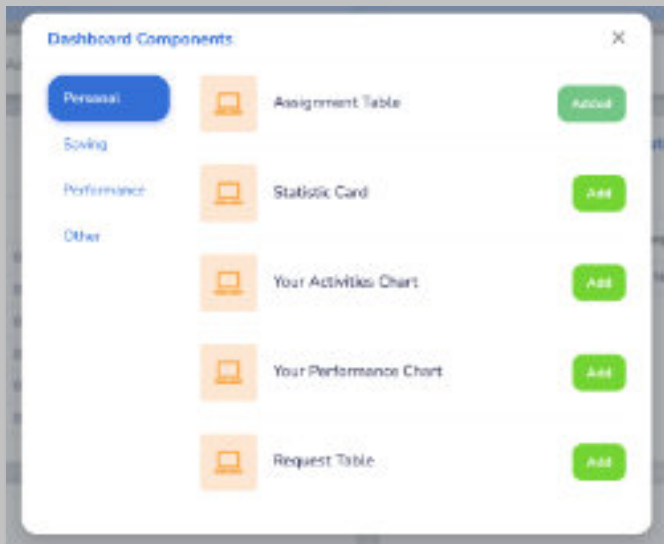 Dashboard Components
Personal
Saving
Performance
Other
Assignment Table
Added
Statistic Card
Add
Your Activities Chart
Add
Your Performance Chart
Add
Request Table
Add